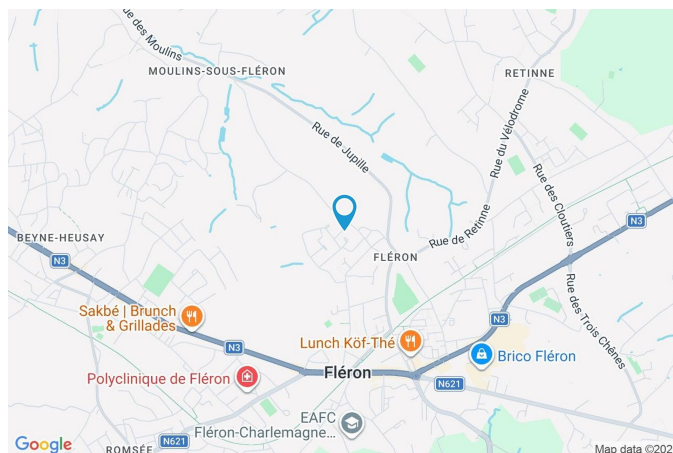 Rue des Moulins
MOULINS-SOUS-FLÉRON
RETINNE
Rue de Jupille
Rue du Vélodrome
Rue des Cloutiers
N3
BEYNE-HEUSAY
N3
Rue de Retinne
FLÉRON
Rue des Trois Chênes
Sakbé | Brunch
& Grillades
N3
Lunch Köf-Thé
N3
Brico Fléron
Polyclinique de Fléron
Fléron
N621
EAFC
Fléron-Charlemagne...
N621
ROMSÉE
Google
Map data ©202